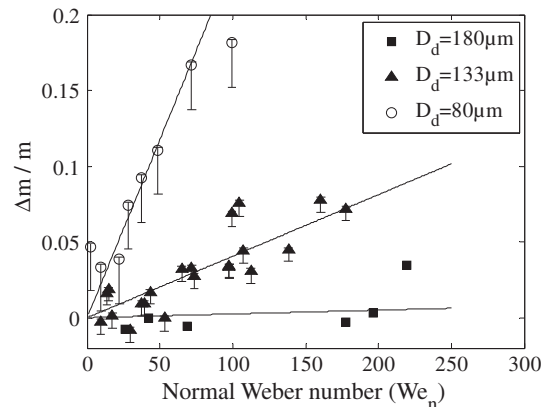 0.2
0.15
0.1
0.05
0
Δm / m
D_d=180μm
D_d=133μm
D_d=80μm
0 50 100 150 200 250 300
Normal Weber number (We_n)